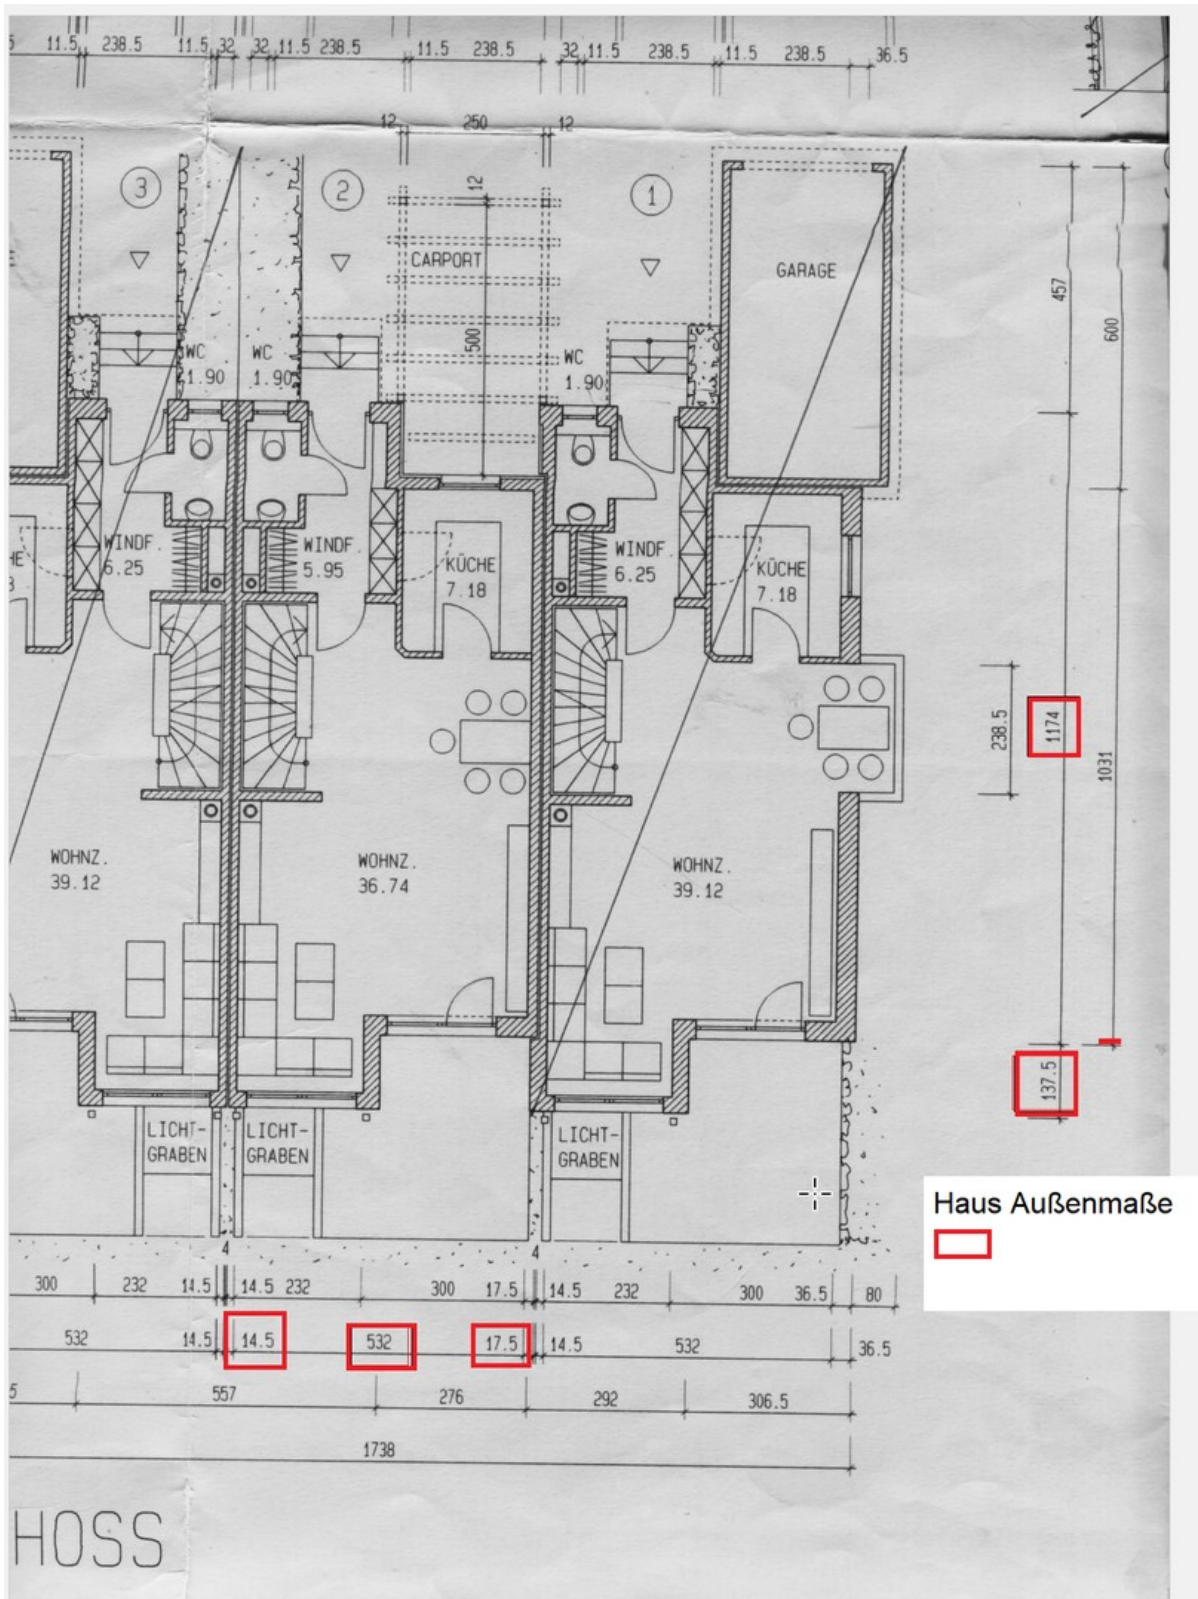 5 11.5 238.5 11.5 32 32 11.5 238.5 11.5 238.5 32 11.5 238.5 11.5 238.5 36.5
12 250 12
3 2 1
12
CARPORT
GARAGE
457
600
500
WC
1.90
WC
1.90
WC
1.90
WINDF.
6.25
WINDF.
5.95
KÜCHE
7.18
WINDF.
6.25
KÜCHE
7.18
HE
3
238.5
1174
1031
WOHNZ.
39.12
WOHNZ.
36.74
WOHNZ.
39.12
137.5
LICHT-
GRABEN
LICHT-
GRABEN
LICHT-
GRABEN
Haus Außenmaße
4 4
300 232 14.5 14.5 232 300 17.5 14.5 232 300 36.5 80
532 14.5 14.5 532 17.5 14.5 532 36.5
5 557 276 292 306.5
1738
HOSS